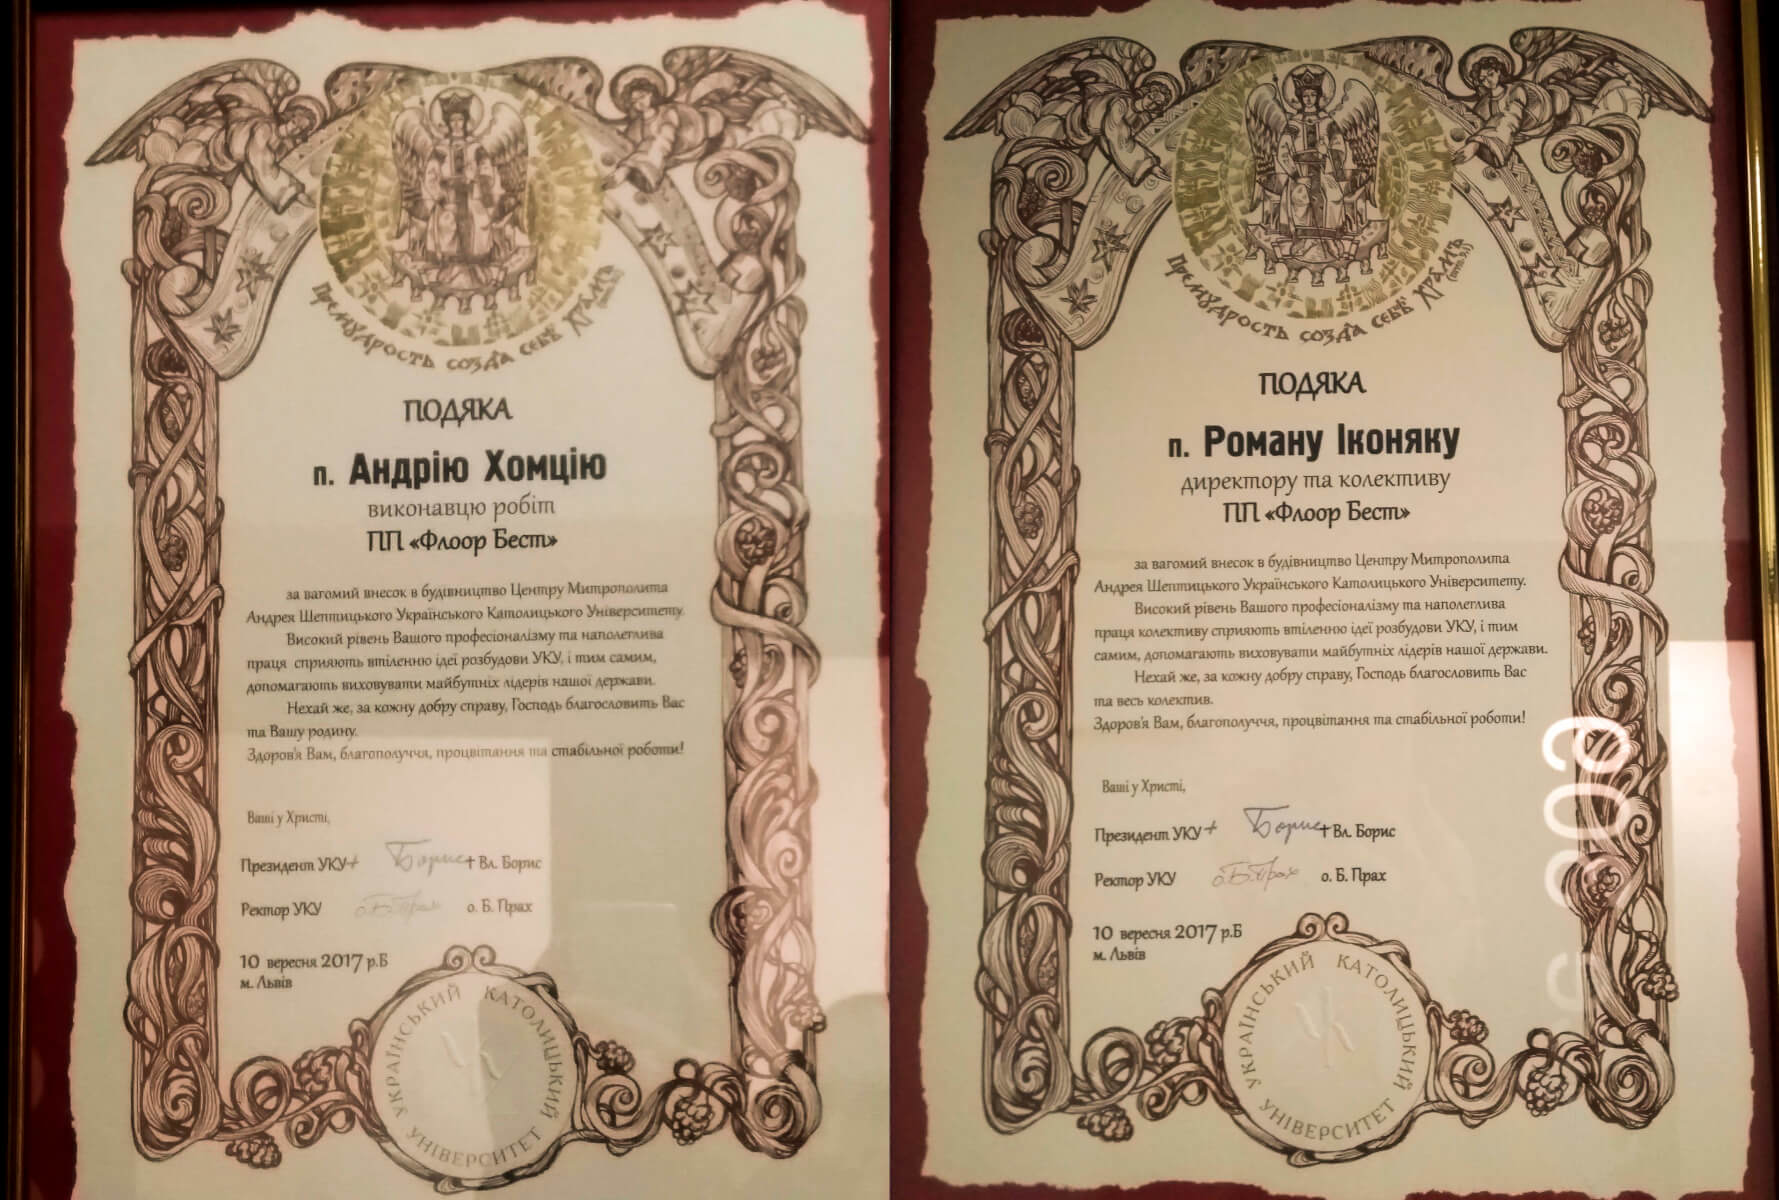 Премудрость созда себѣ храмъ
ПОДЯКА
п. Андрію Хомцію
виконавцю робіт
ПП «Флоор Бест»
за вагомий внесок в будівництво Центру Митрополита
Андрея Шептицького Українського Католицького Університету.
Високий рівень Вашого професіоналізму та наполеглива
праця сприяють втіленню ідеї розбудови УКУ, і тим самим,
допомагають виховувати майбутніх лідерів нашої держави.
Нехай же, за кожну добру справу, Господь благословить Вас
та Вашу родину.
Здоров'я Вам, благополуччя, процвітання та стабільної роботи!
Ваші у Христі,
Президент УКУ + Борис + Вл. Борис
Ректор УКУ о. Б. Прах о. Б. Прах
10 вересня 2017 р.Б
м. Львів
УКРАЇНСЬКИЙ КАТОЛИЦЬКИЙ УНІВЕРСИТЕТ
Премудрость созда себѣ храмъ
ПОДЯКА
п. Роману Іконяку
директору та колективу
ПП «Флоор Бест»
за вагомий внесок в будівництво Центру Митрополита
Андрея Шептицького Українського Католицького Університету.
Високий рівень Вашого професіоналізму та наполеглива
праця колективу сприяють втіленню ідеї розбудови УКУ, і тим
самим, допомагають виховувати майбутніх лідерів нашої держави.
Нехай же, за кожну добру справу, Господь благословить Вас
та весь колектив.
Здоров'я Вам, благополуччя, процвітання та стабільної роботи!
Ваші у Христі,
Президент УКУ + Борис + Вл. Борис
Ректор УКУ о. Б. Прах о. Б. Прах
10 вересня 2017 р.Б
м. Львів
УКРАЇНСЬКИЙ КАТОЛИЦЬКИЙ УНІВЕРСИТЕТ